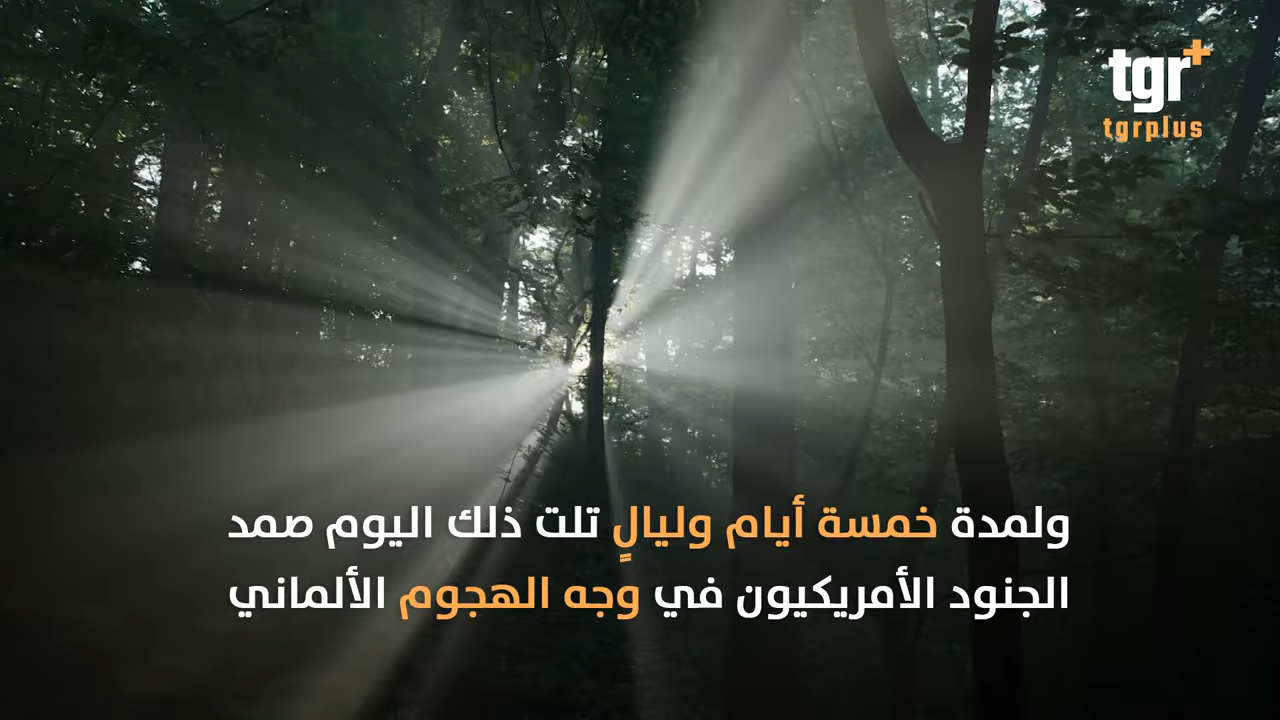 tgr+
tgrplus
ولمدة خمسة أيام وليالٍ تلت ذلك اليوم صمد
الجنود الأمريكيون في وجه الهجوم الألماني